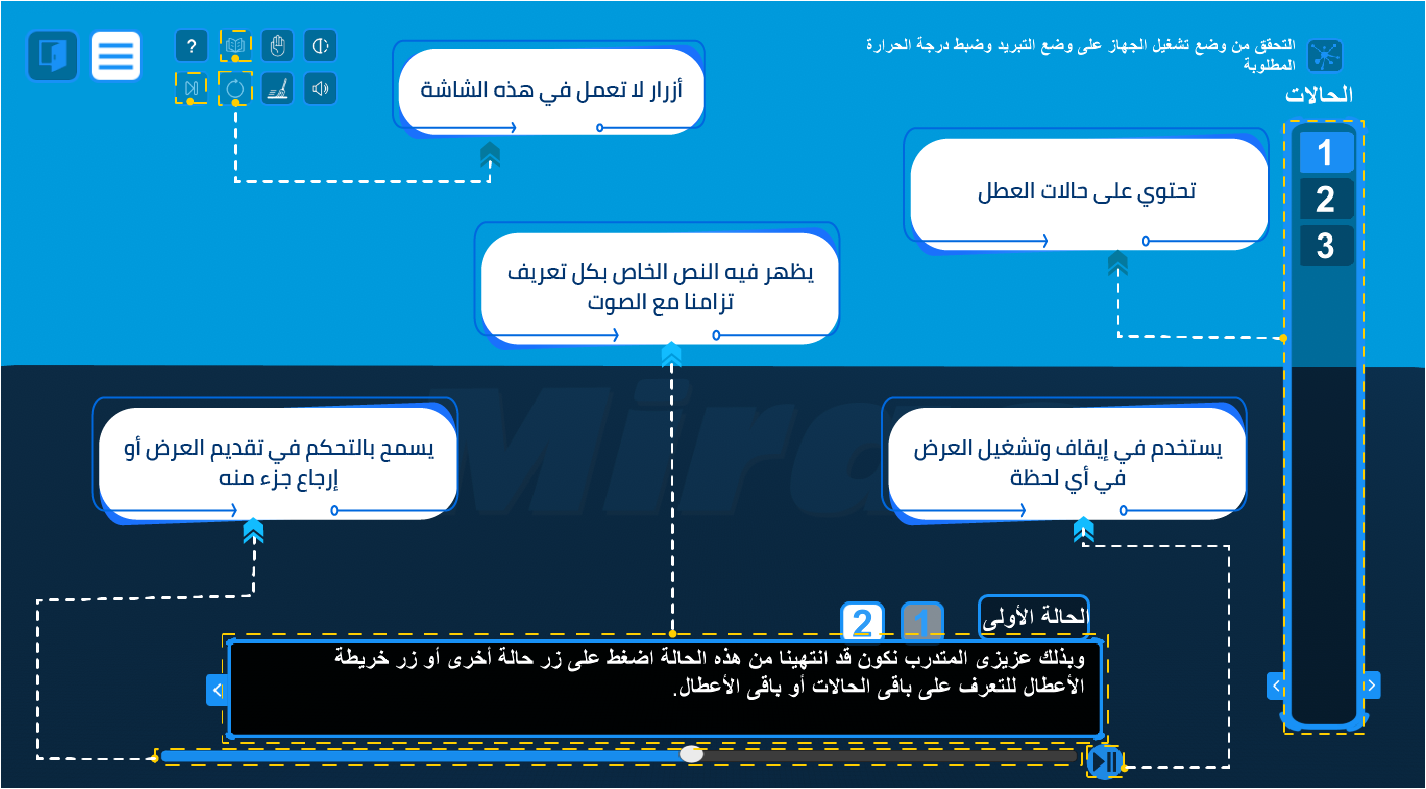 ?
التحقق من وضع تشغيل الجهاز على وضع التبريد وضبط درجة الحرارة
المطلوبة
الحالات
1
2
3
أزرار لا تعمل في هذه الشاشة
تحتوي على حالات العطل
يظهر فيه النص الخاص بكل تعريف
تزامنا مع الصوت
يستخدم في إيقاف وتشغيل العرض
في أي لحظة
يسمح بالتحكم في تقديم العرض أو
إرجاع جزء منه
الحالة الأولى
1
2
وبذلك عزيزى المتدرب نكون قد انتهينا من هذه الحالة اضغط على زر حالة أخرى أو زر خريطة
الأعطال للتعرف على باقى الحالات أو باقى الأعطال.